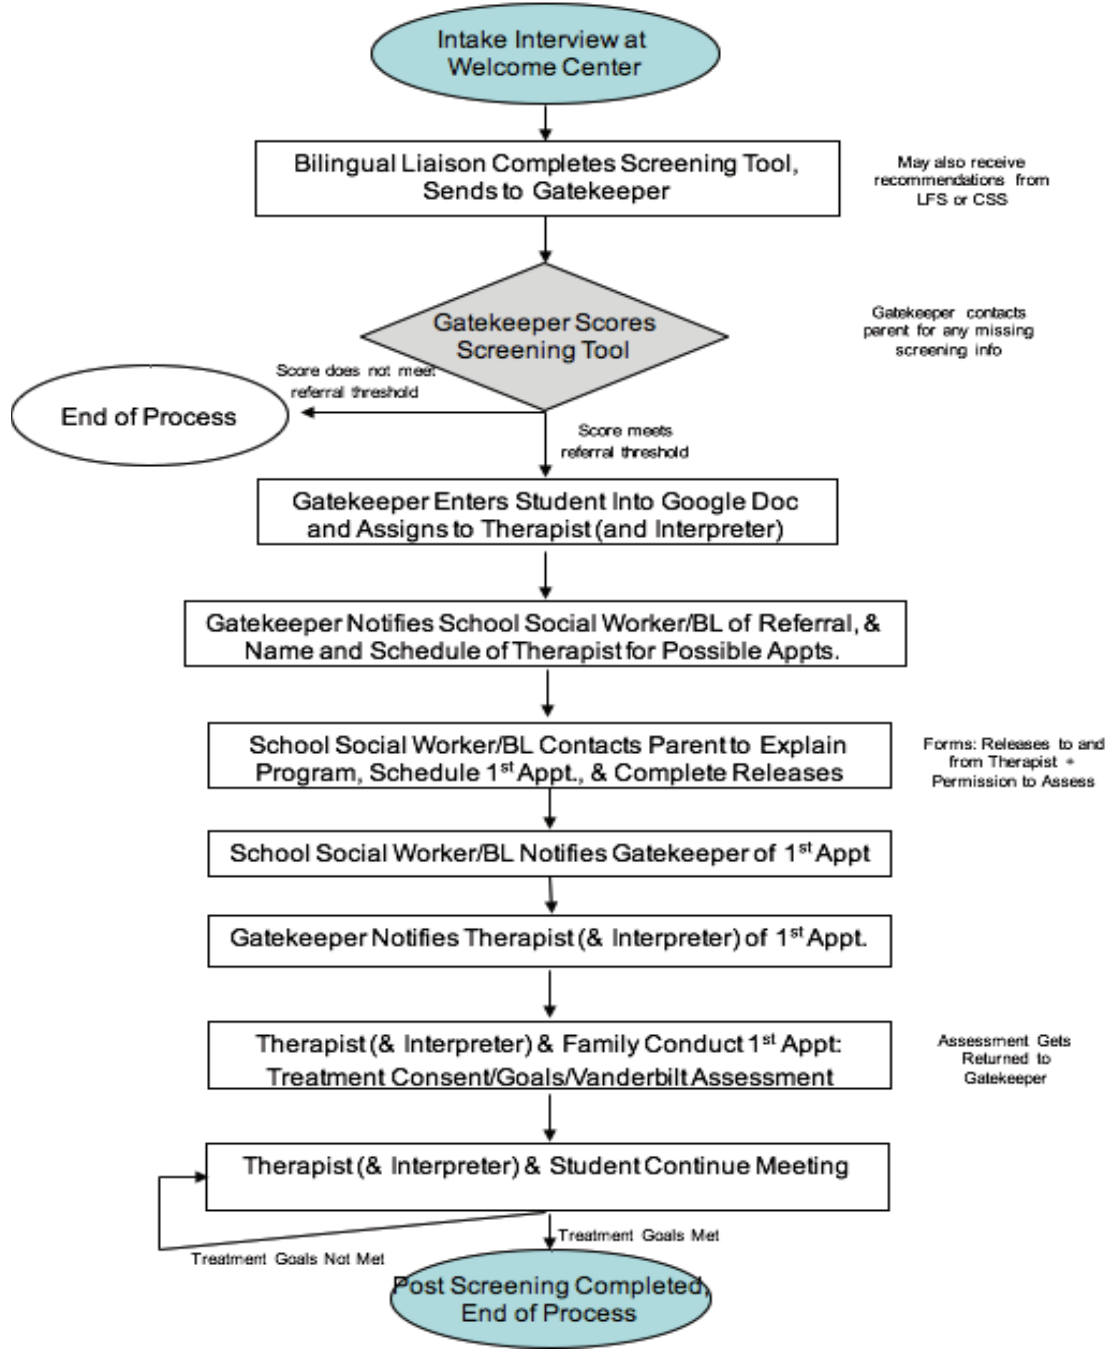 Intake Interview at
Welcome Center
Bilingual Liaison Completes Screening Tool,
Sends to Gatekeeper
May also receive
recommendations from
LFS or CSS
Gatekeeper Scores
Screening Tool
Gatekeeper contacts
parent for any missing
screening info
Score does not meet
referral threshold
End of Process
Score meets
referral threshold
Gatekeeper Enters Student Into Google Doc
and Assigns to Therapist (and Interpreter)
Gatekeeper Notifies School Social Worker/BL of Referral, &
Name and Schedule of Therapist for Possible Appts.
School Social Worker/BL Contacts Parent to Explain
Program, Schedule 1st Appt., & Complete Releases
Forms: Releases to and
from Therapist +
Permission to Assess
School Social Worker/BL Notifies Gatekeeper of 1st Appt
Gatekeeper Notifies Therapist (& Interpreter) of 1st Appt.
Therapist (& Interpreter) & Family Conduct 1st Appt:
Treatment Consent/Goals/Vanderbilt Assessment
Assessment Gets
Returned to
Gatekeeper
Therapist (& Interpreter) & Student Continue Meeting
Treatment Goals Met
Treatment Goals Not Met
Post Screening Completed,
End of Process